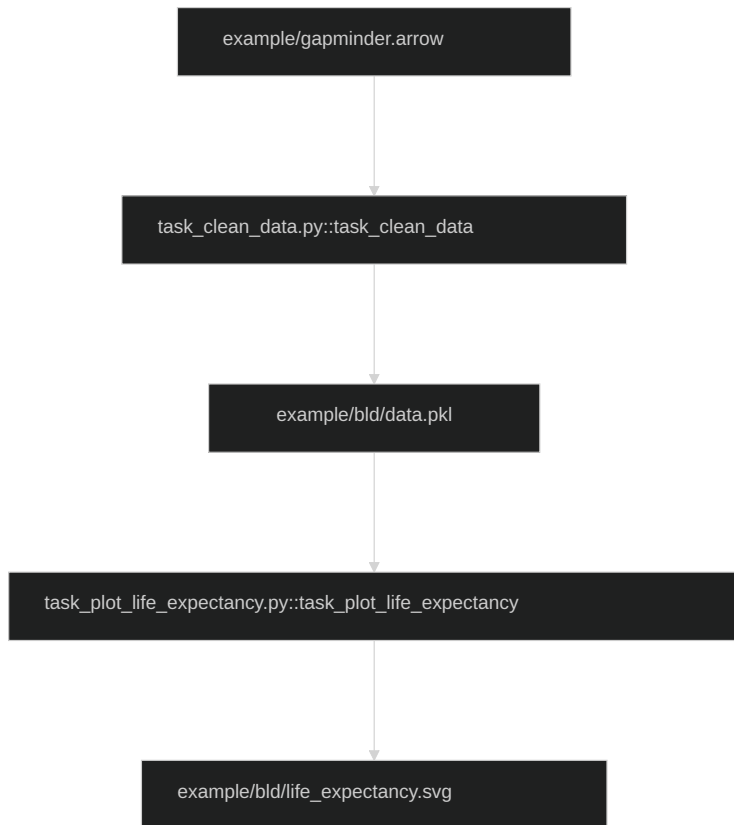 example/gapminder.arrow
task_clean_data.py::task_clean_data
example/bld/data.pkl
task_plot_life_expectancy.py::task_plot_life_expectancy
example/bld/life_expectancy.svg